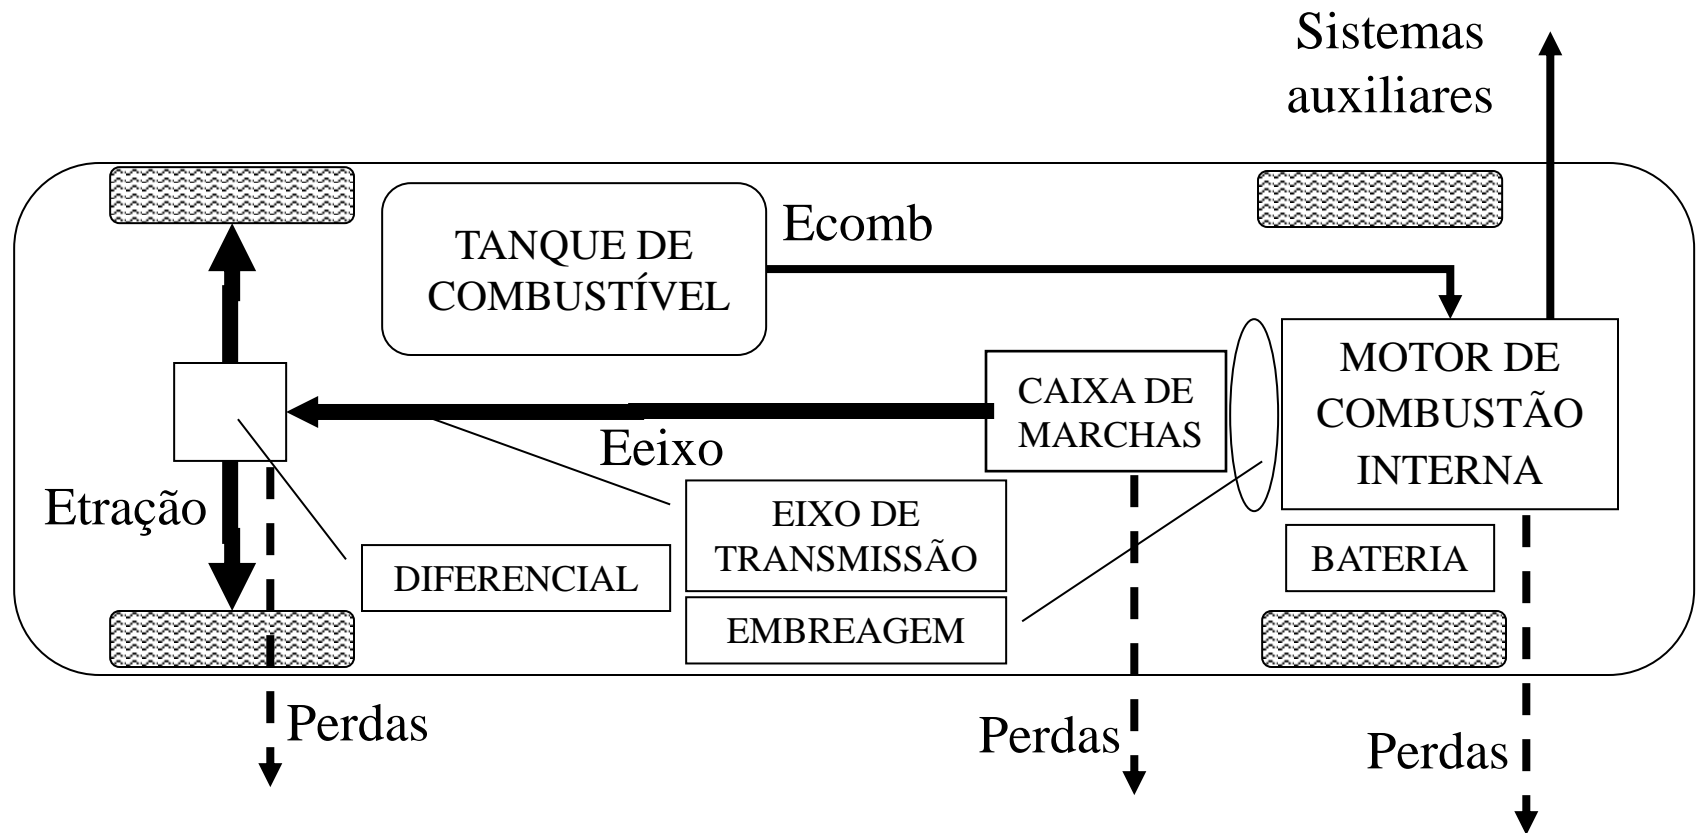 Sistemas
auxiliares
Ecomb
TANQUE DE
COMBUSTÍVEL
MOTOR DE
COMBUSTÃO
INTERNA
CAIXA DE
MARCHAS
Eeixo
Etração
EIXO DE
TRANSMISSÃO
DIFERENCIAL
BATERIA
EMBREAGEM
Perdas
Perdas
Perdas